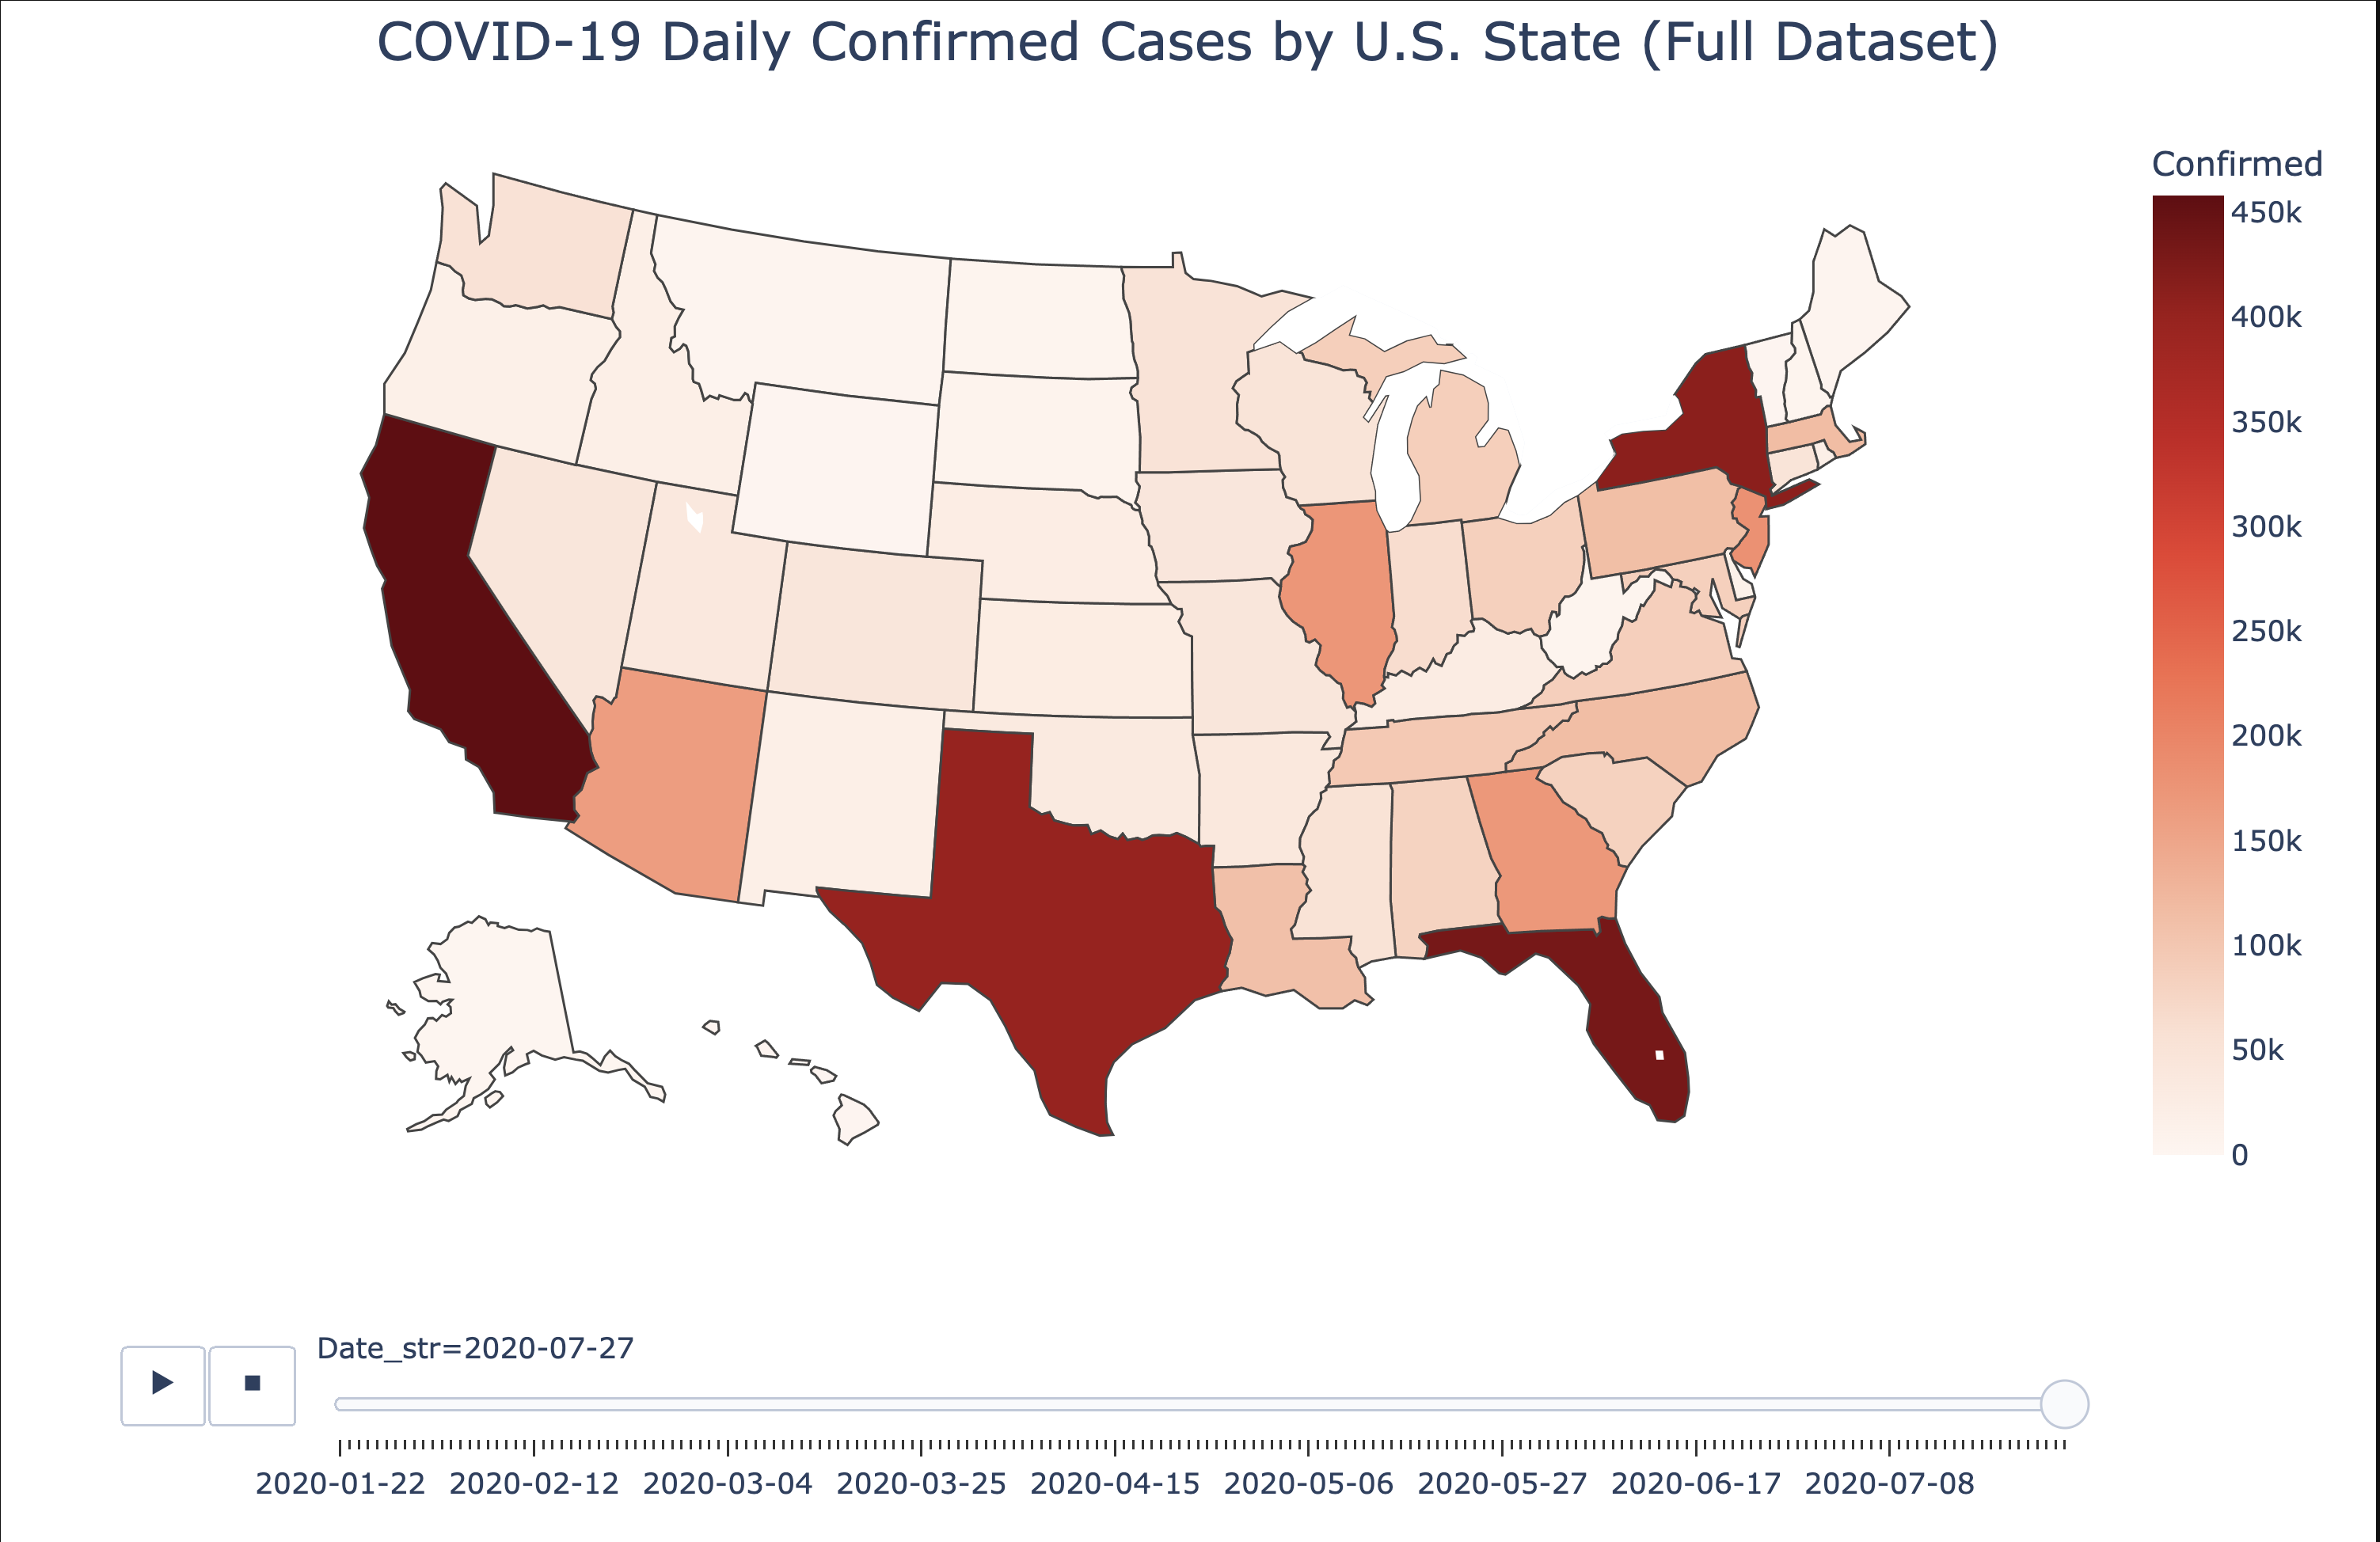 COVID-19 Daily Confirmed Cases by U.S. State (Full Dataset)
Confirmed
450k
400k
350k
300k
250k
200k
150k
100k
50k
0
Date_str=2020-07-27
2020-01-22 2020-02-12 2020-03-04 2020-03-25 2020-04-15 2020-05-06 2020-05-27 2020-06-17 2020-07-08